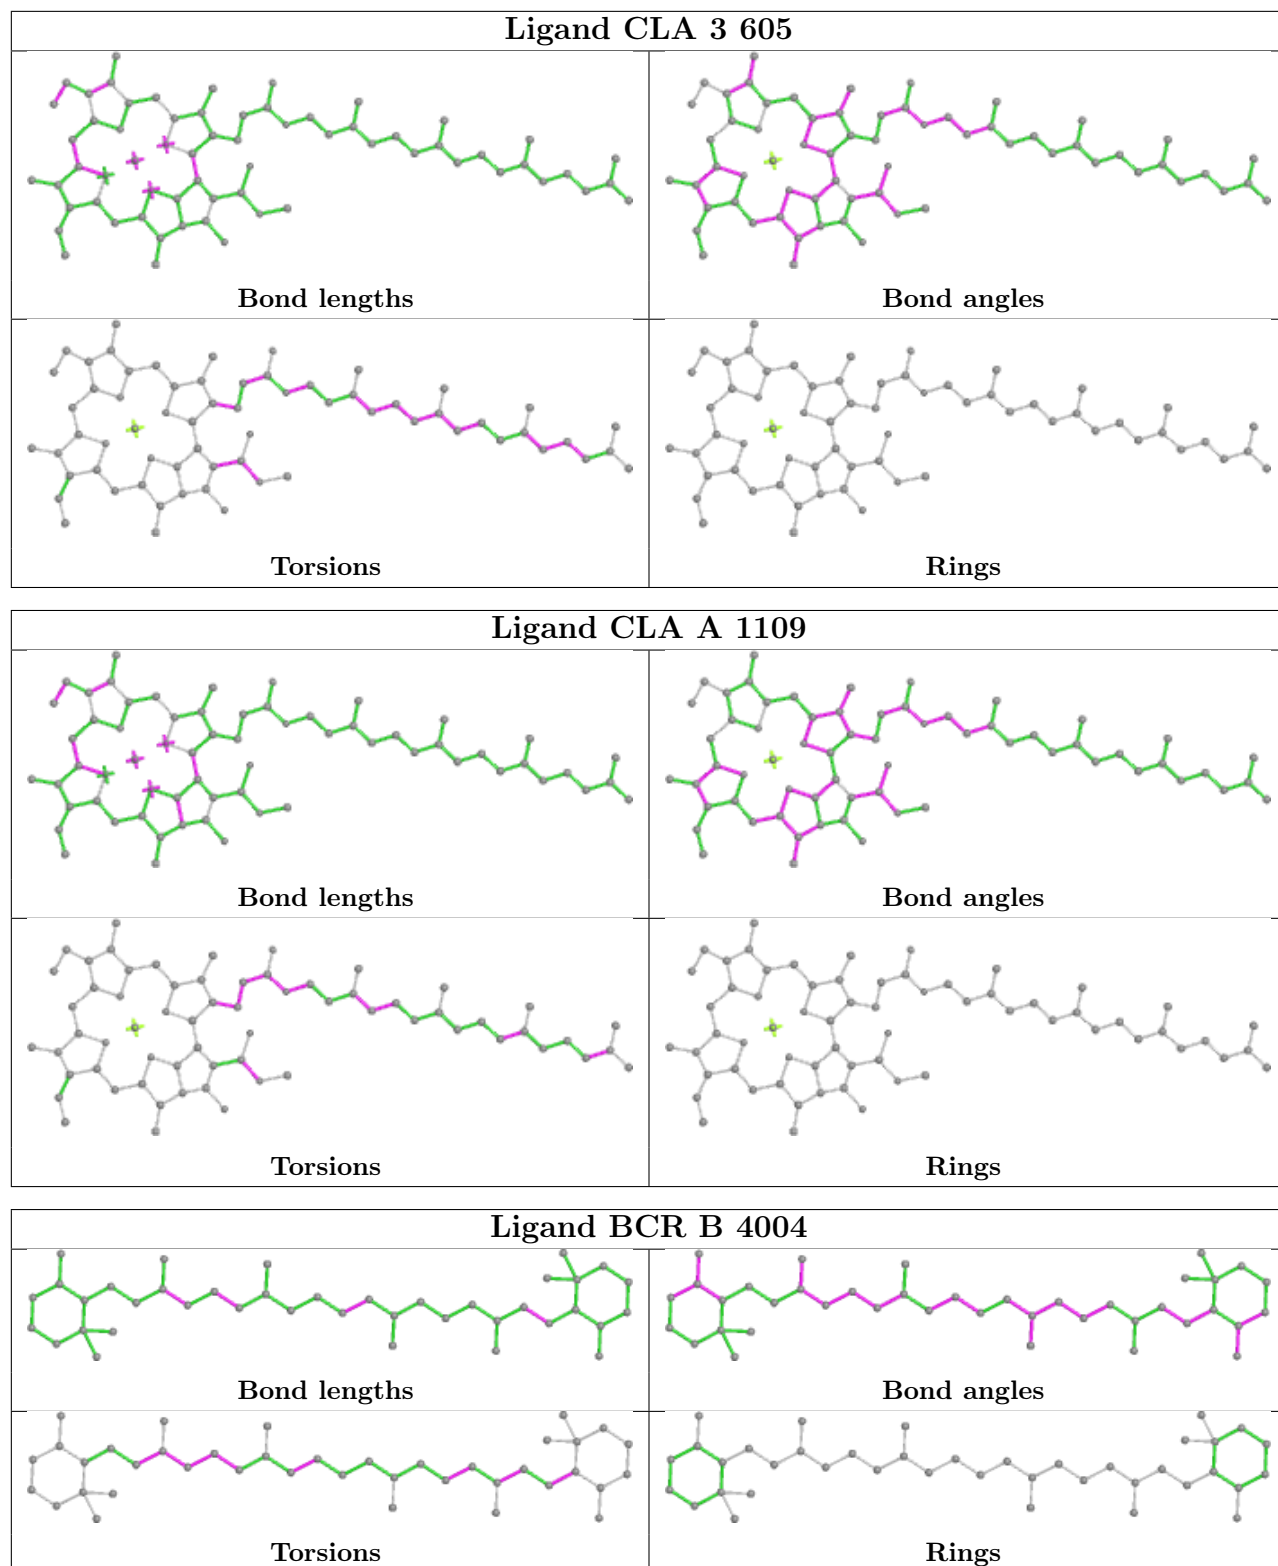 Ligand CLA 3 605
Bond lengths
Bond angles
Torsions
Rings
Ligand CLA A 1109
Bond lengths
Bond angles
Torsions
Rings
Ligand BCR B 4004
Bond lengths
Bond angles
Torsions
Rings